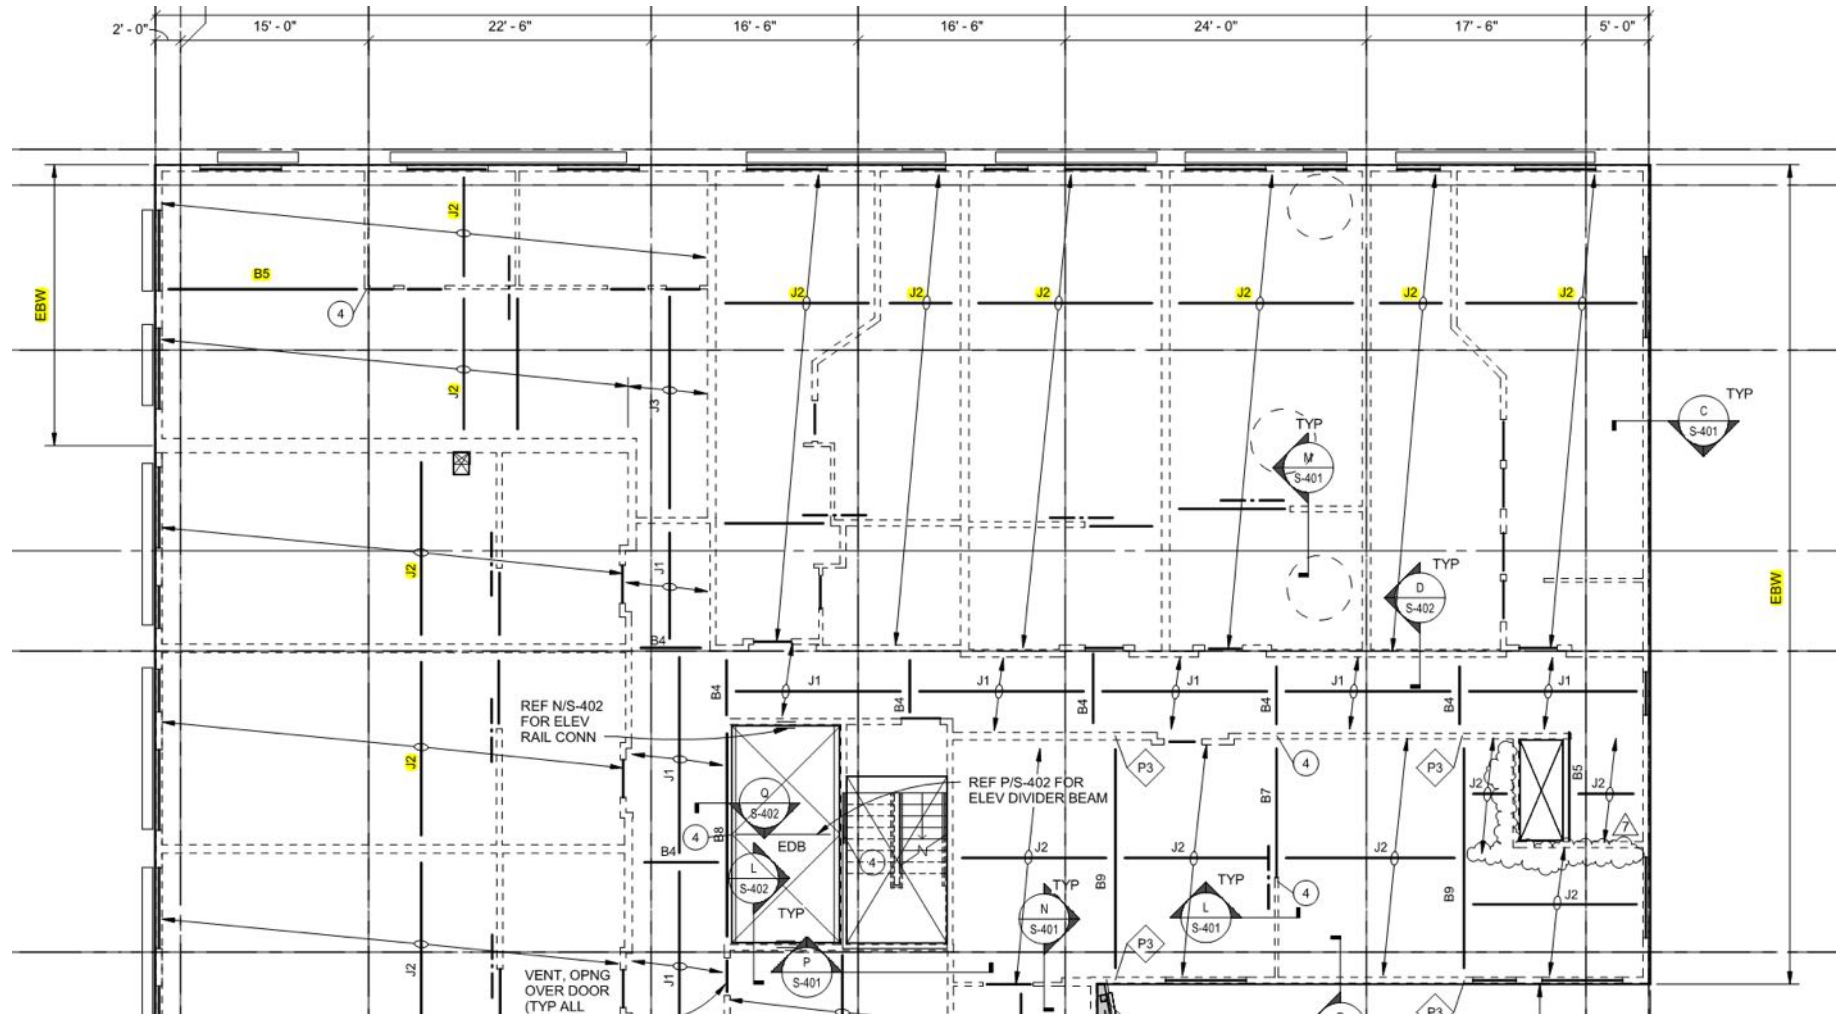 2' - 0"
15' - 0"
22' - 6"
16' - 6"
16' - 6"
24' - 0"
17' - 6"
5' - 0"
J2
B5
EBW
4
J2
J2
J2
J2
J2
J2
J2
J3
TYP
C
S-401
TYP
M
S-401
J2
J1
TYP
D
S-402
EBW
B4
B4
J1
B4
J1
B4
J1
B4
J1
B4
J1
REF N/S-402
FOR ELEV
RAIL CONN
J2
J1
Q
S-402
4
B8
EDB
REF P/S-402 FOR
ELEV DIVIDER BEAM
P3
B7
4
P3
J2
B5
J2
7
B4
L
S-402
TYP
4
J2
B9
TYP
N
S-401
J2
TYP
L
S-401
4
J2
B9
J2
J2
VENT, OPNG
OVER DOOR
(TYP ALL
J1
P
S-401
P3
P3